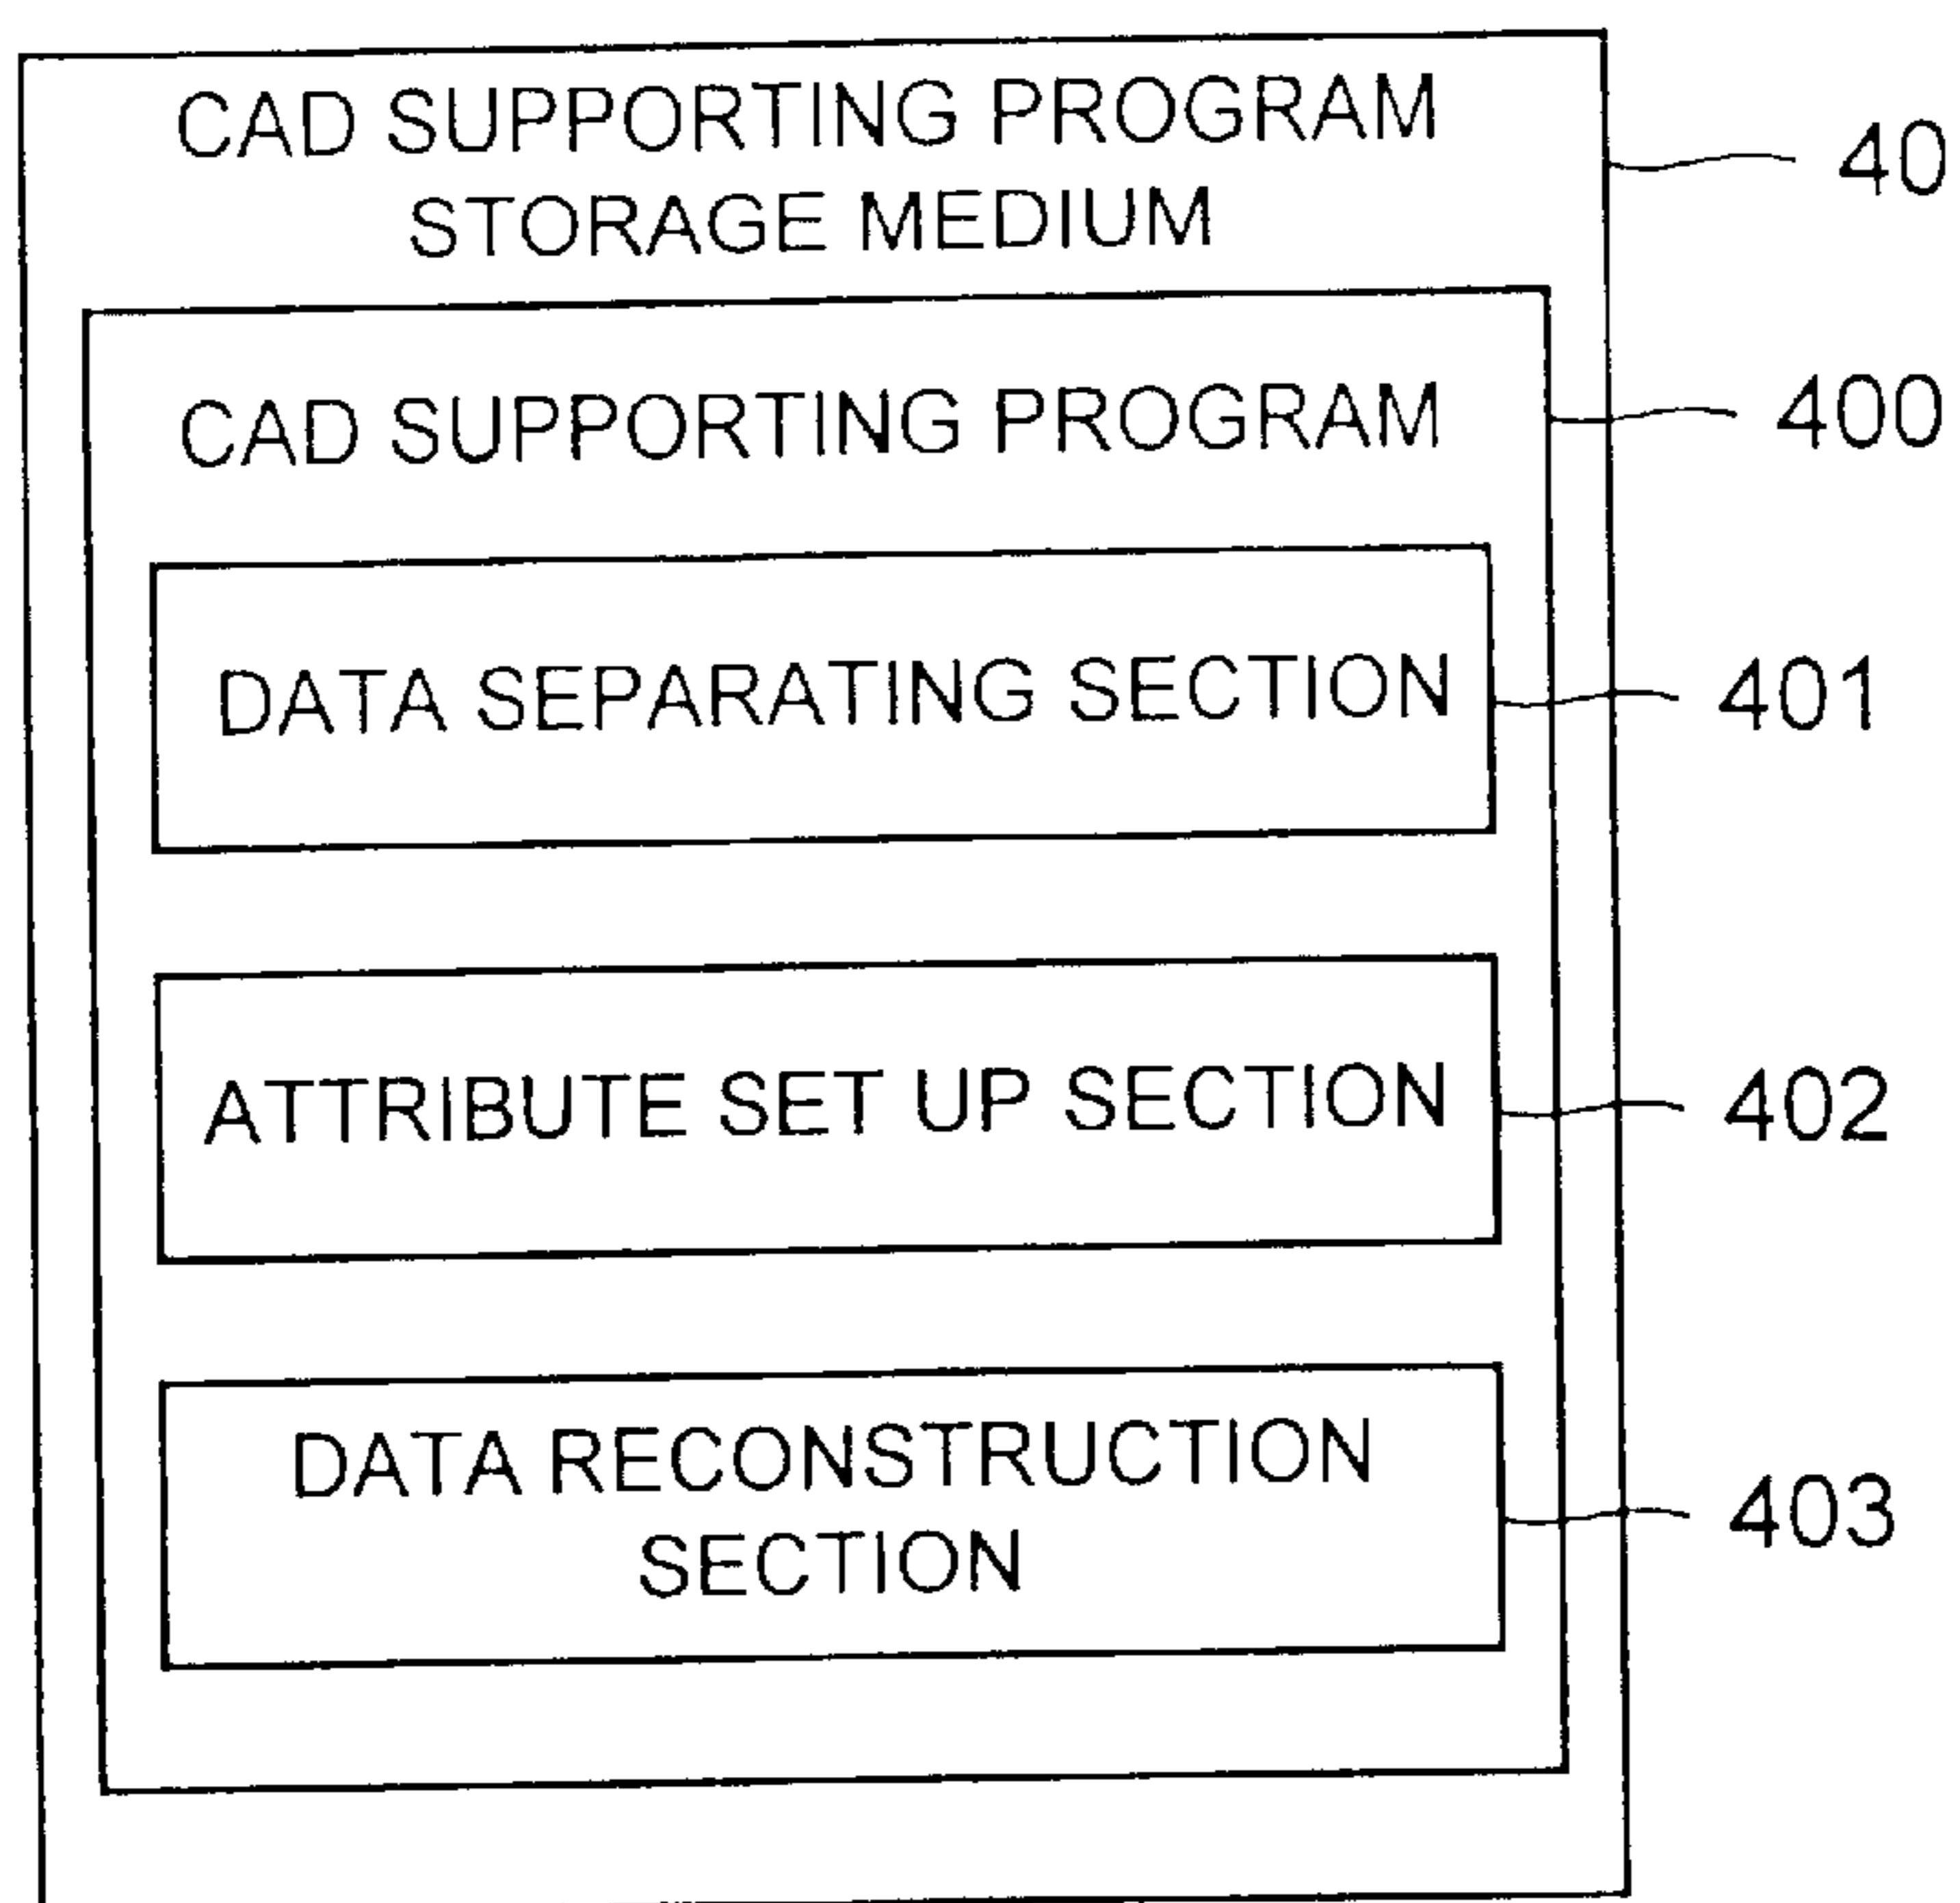 CAD SUPPORTING PROGRAM
STORAGE MEDIUM
40
CAD SUPPORTING PROGRAM
400
DATA SEPARATING SECTION
401
ATTRIBUTE SET UP SECTION
402
DATA RECONSTRUCTION
SECTION
403